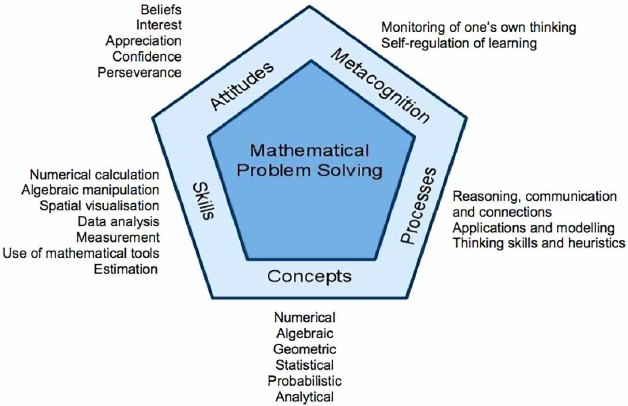 Beliefs
Interest
Appreciation
Confidence
Perseverance
Monitoring of one's own thinking
Self-regulation of learning
Attitudes
Metacognition
Mathematical
Problem Solving
Numerical calculation
Algebraic manipulation
Spatial visualisation
Data analysis
Measurement
Use of mathematical tools
Estimation
Skills
Processes
Reasoning, communication
and connections
Applications and modelling
Thinking skills and heuristics
Concepts
Numerical
Algebraic
Geometric
Statistical
Probabilistic
Analytical